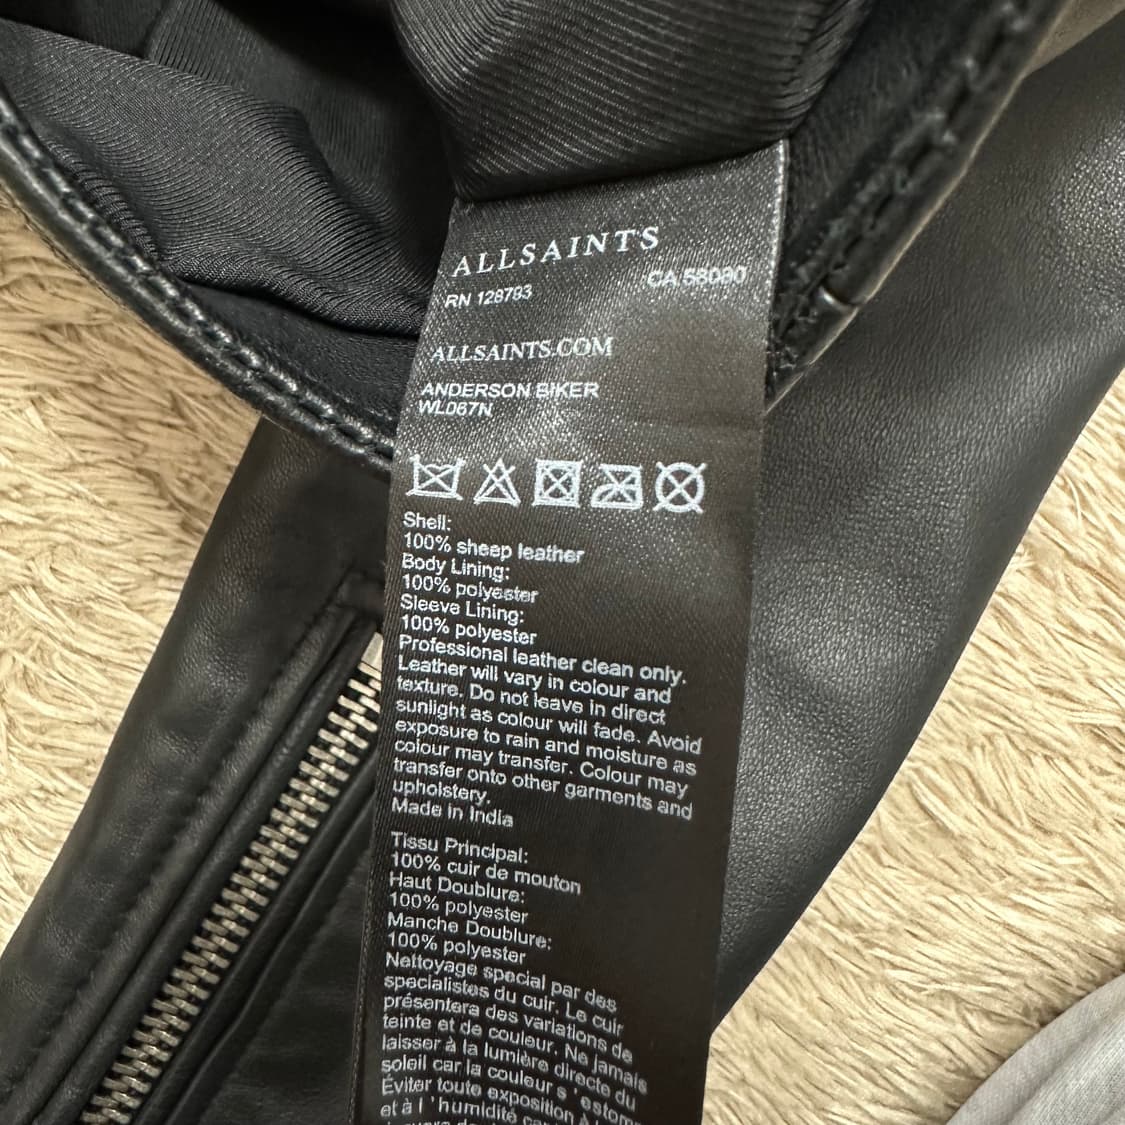 ALLSAINTS
RN 128793 CA 58090
ALLSAINTS.COM
ANDERSON BIKER
WL067N
Shell:
100% sheep leather
Body Lining:
100% polyester
Sleeve Lining:
100% polyester
Professional leather clean only.
Leather will vary in colour and
texture. Do not leave in direct
sunlight as colour will fade. Avoid
exposure to rain and moisture as
colour may transfer. Colour may
transfer onto other garments and
upholstery.
Made in India
Tissu Principal:
100% cuir de mouton
Haut Doublure:
100% polyester
Manche Doublure:
100% polyester
Nettoyage special par des
specialistes du cuir. Le cuir
présentera des variations de
teinte et de couleur. Ne jamais
laisser à la lumière directe du
soleil car la couleur s'estom
Éviter toute exposition à
et à l'humidité car